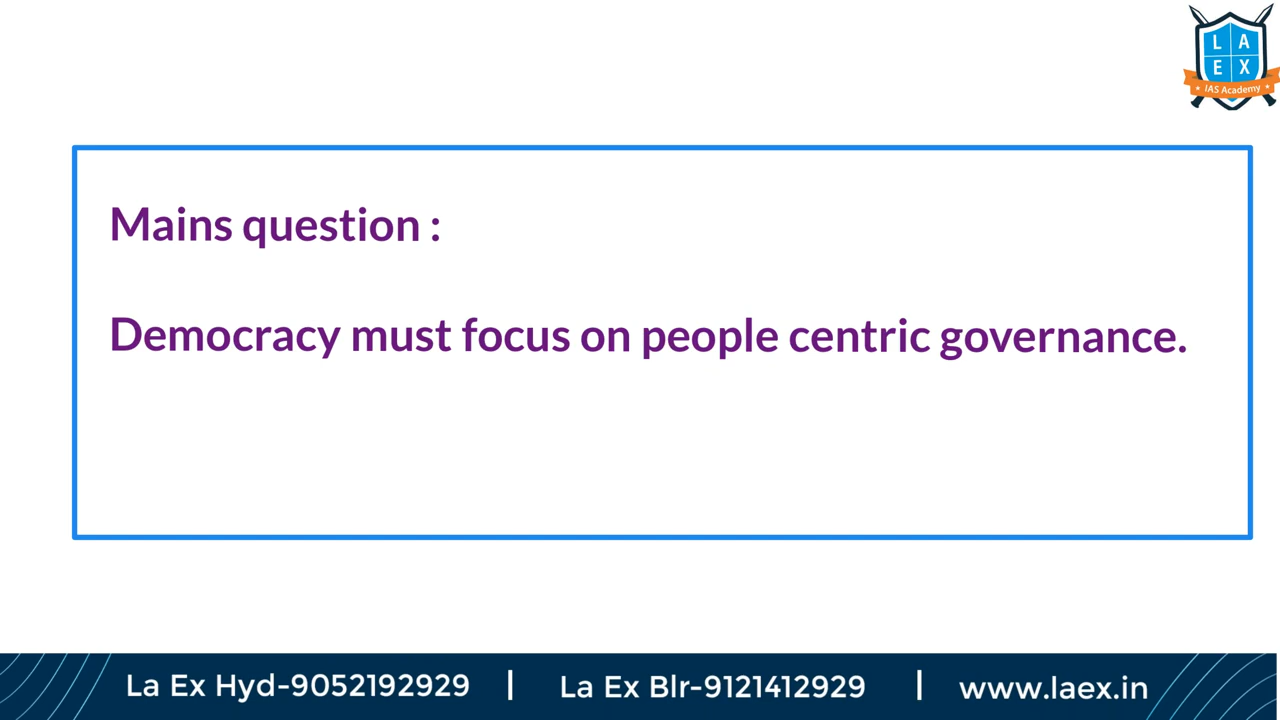 L A
E X
★ IAS Academy ★
Mains question :
Democracy must focus on people centric governance.
La Ex Hyd-9052192929 | La Ex Blr-9121412929 | www.laex.in